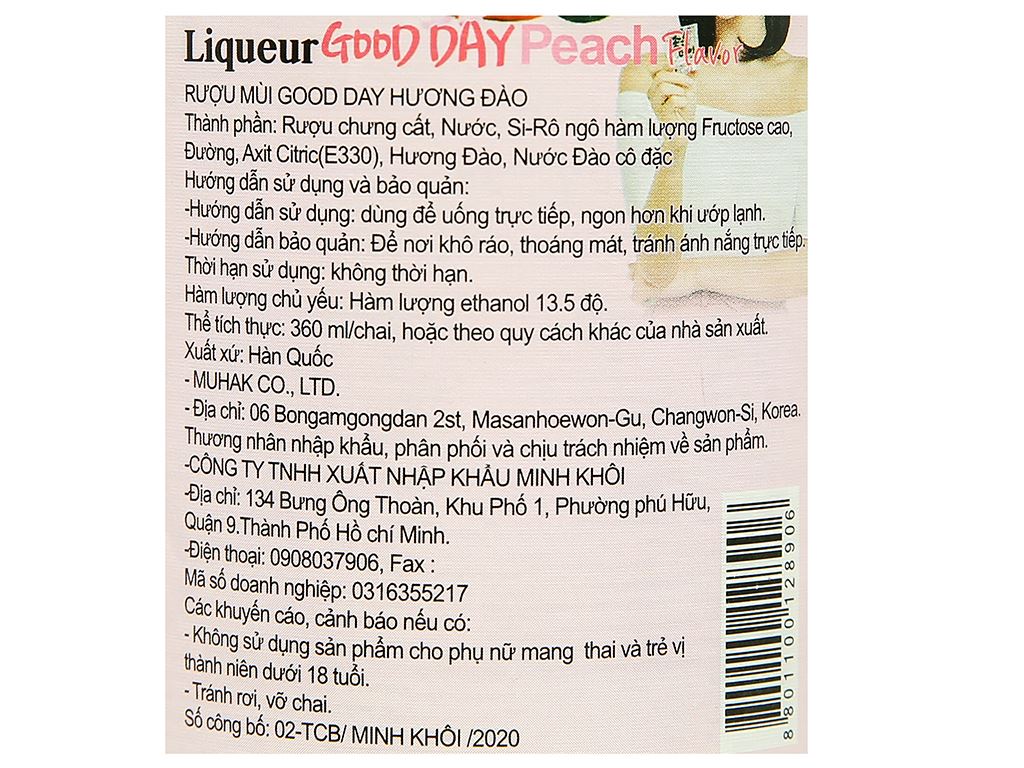 Liqueur GOOD DAY Peach Flavor
RƯỢU MÙI GOOD DAY HƯƠNG ĐÀO
Thành phần: Rượu chưng cất, Nước, Si-Rô ngô hàm lượng Fructose cao,
Đường, Axit Citric(E330), Hương Đào, Nước Đào cô đặc
Hướng dẫn sử dụng và bảo quản:
-Hướng dẫn sử dụng: dùng để uống trực tiếp, ngon hơn khi ướp lạnh.
-Hướng dẫn bảo quản: Để nơi khô ráo, thoáng mát, tránh ánh nắng trực tiếp.
Thời hạn sử dụng: không thời hạn.
Hàm lượng chủ yếu: Hàm lượng ethanol 13.5 độ.
Thể tích thực: 360 ml/chai, hoặc theo quy cách khác của nhà sản xuất.
Xuất xứ: Hàn Quốc
- MUHAK CO., LTD.
- Địa chỉ: 06 Bongamgongdan 2st, Masanhoewon-Gu, Changwon-Si, Korea.
Thương nhân nhập khẩu, phân phối và chịu trách nhiệm về sản phẩm.
-CÔNG TY TNHH XUẤT NHẬP KHẨU MINH KHÔI
-Địa chỉ: 134 Bưng Ông Thoàn, Khu Phố 1, Phường phú Hữu,
Quận 9.Thành Phố Hồ chí Minh.
-Điện thoại: 0908037906, Fax :
Mã số doanh nghiệp: 0316355217
Các khuyến cáo, cảnh báo nếu có:
- Không sử dụng sản phẩm cho phụ nữ mang thai và trẻ vị
thành niên dưới 18 tuổi.
- Tránh rơi, vỡ chai.
Số công bố: 02-TCB/ MINH KHÔI /2020
8 801100 128906